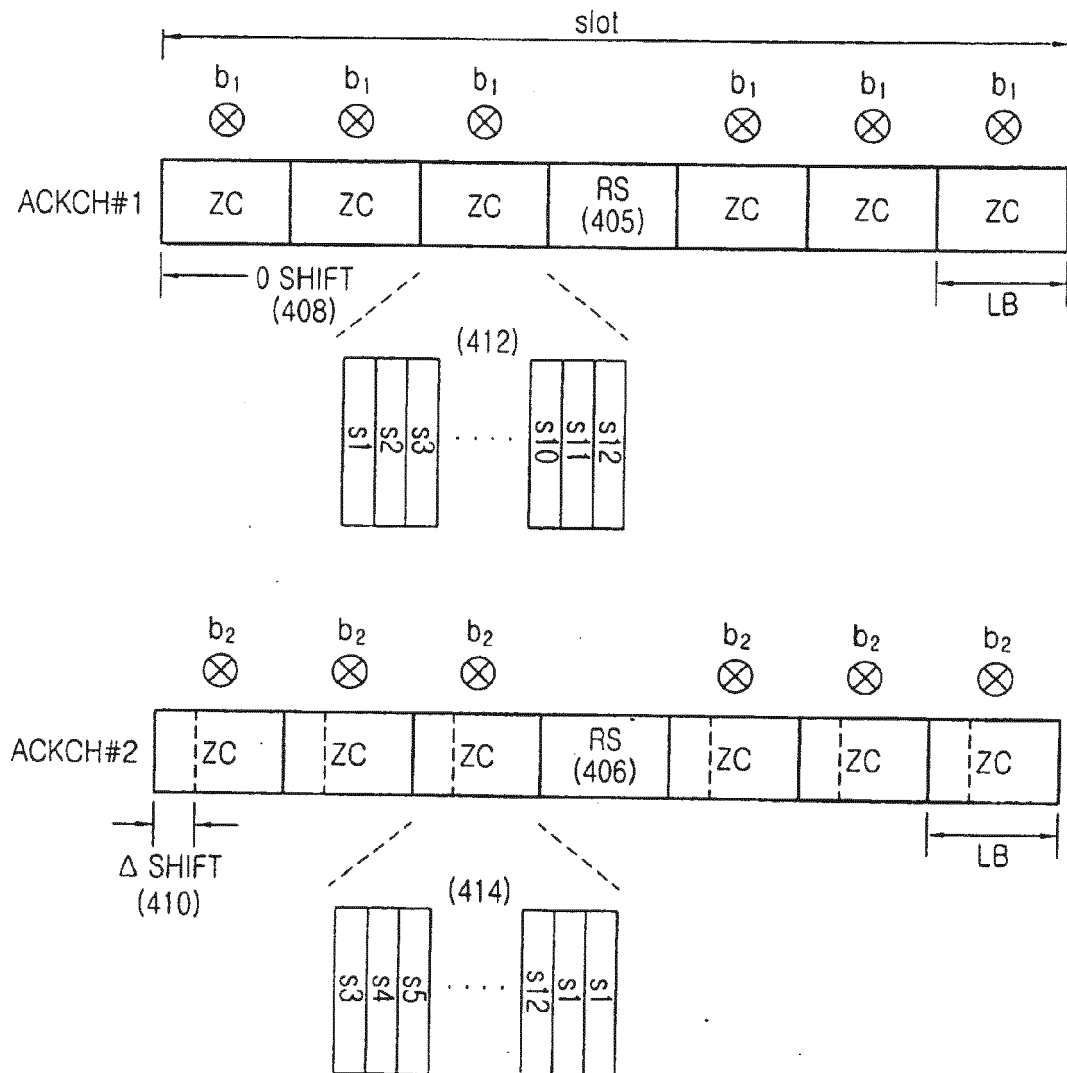 slot
b₁ b₁ b₁ b₁ b₁ b₁
ACKCH#1 ZC ZC ZC RS (405) ZC ZC ZC
0 SHIFT (408)
LB
(412)
s1 s2 s3 ···· s10 s11 s12
b₂ b₂ b₂ b₂ b₂ b₂
ACKCH#2 ZC ZC ZC RS (406) ZC ZC ZC
Δ SHIFT (410)
LB
(414)
s3 s4 s5 ···· s12 s1 s1